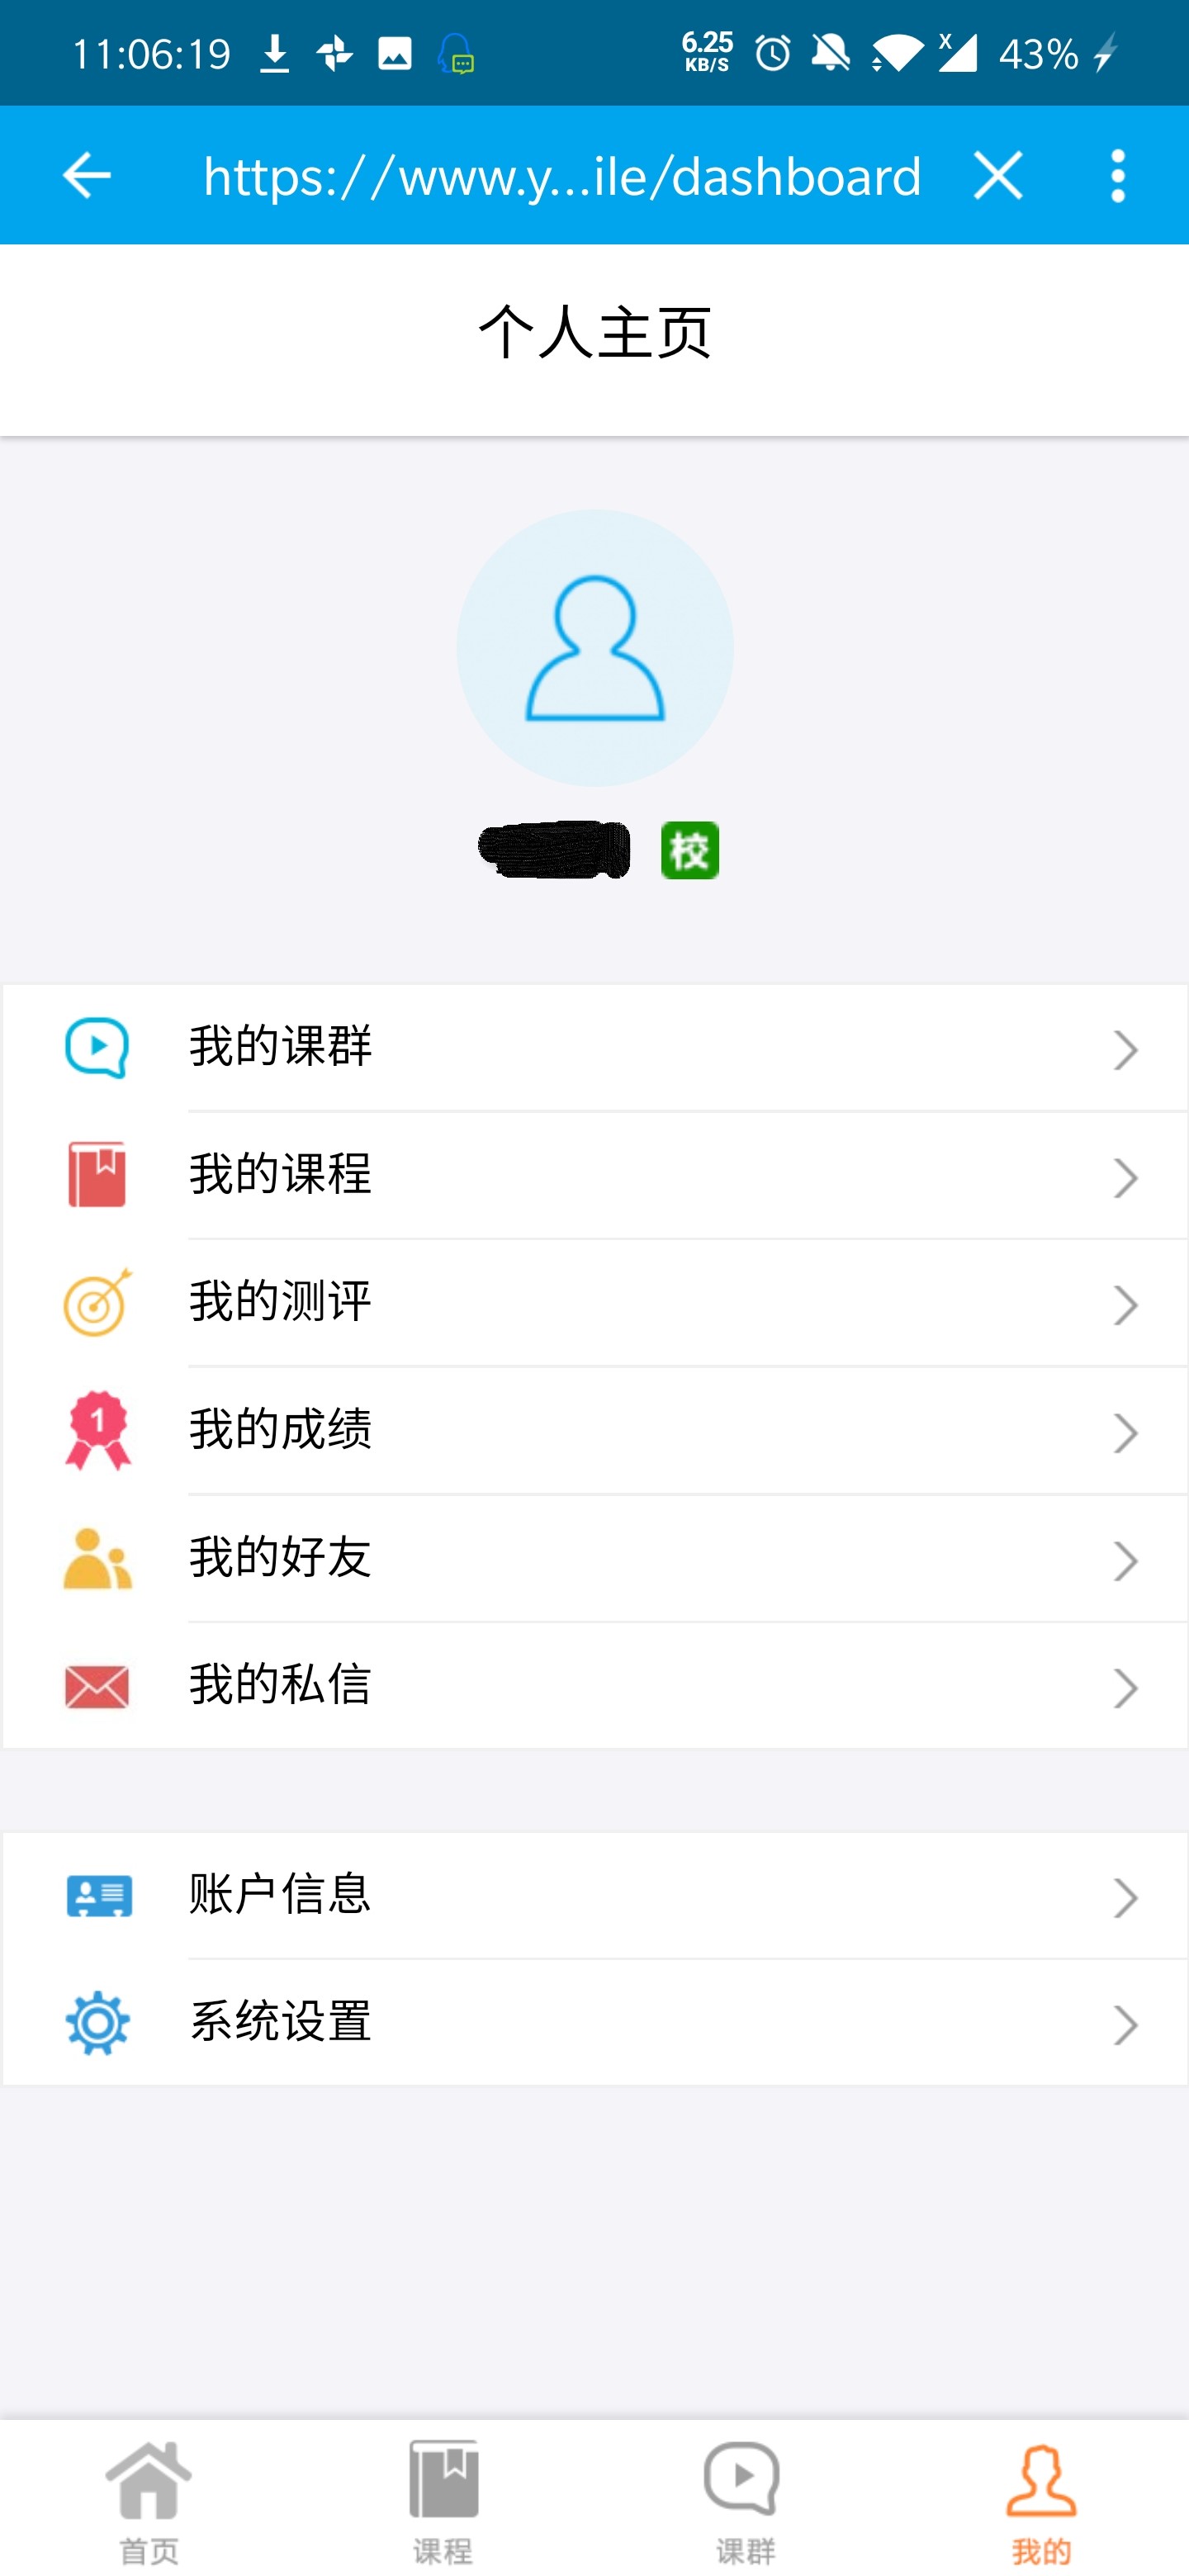 11:06:19
6.25
KB/S
43%
https://www.y...ile/dashboard
个人主页
校
我的课群
我的课程
我的测评
1
我的成绩
我的好友
我的私信
账户信息
系统设置
首页 课程 课群 我的